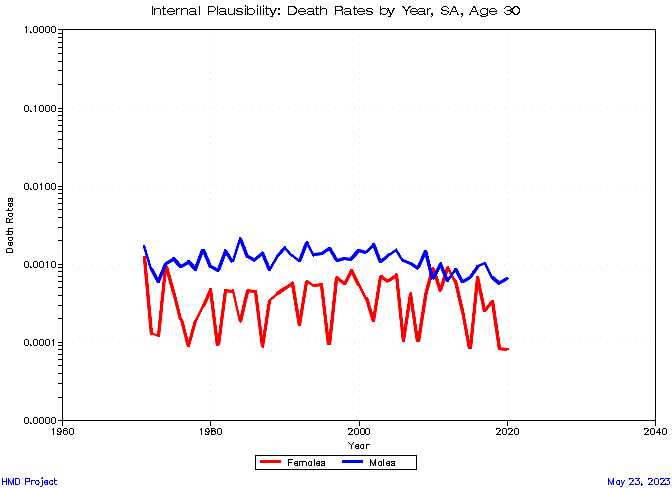 Internal Plausibility: Death Rates by Year, SA, Age 30
1.0000
0.1000
0.0100
0.0010
0.0001
0.0000
Death Rates
1960
1980
2000
2020
2040
Year
Females
Males
HMD Project
May 23, 2023